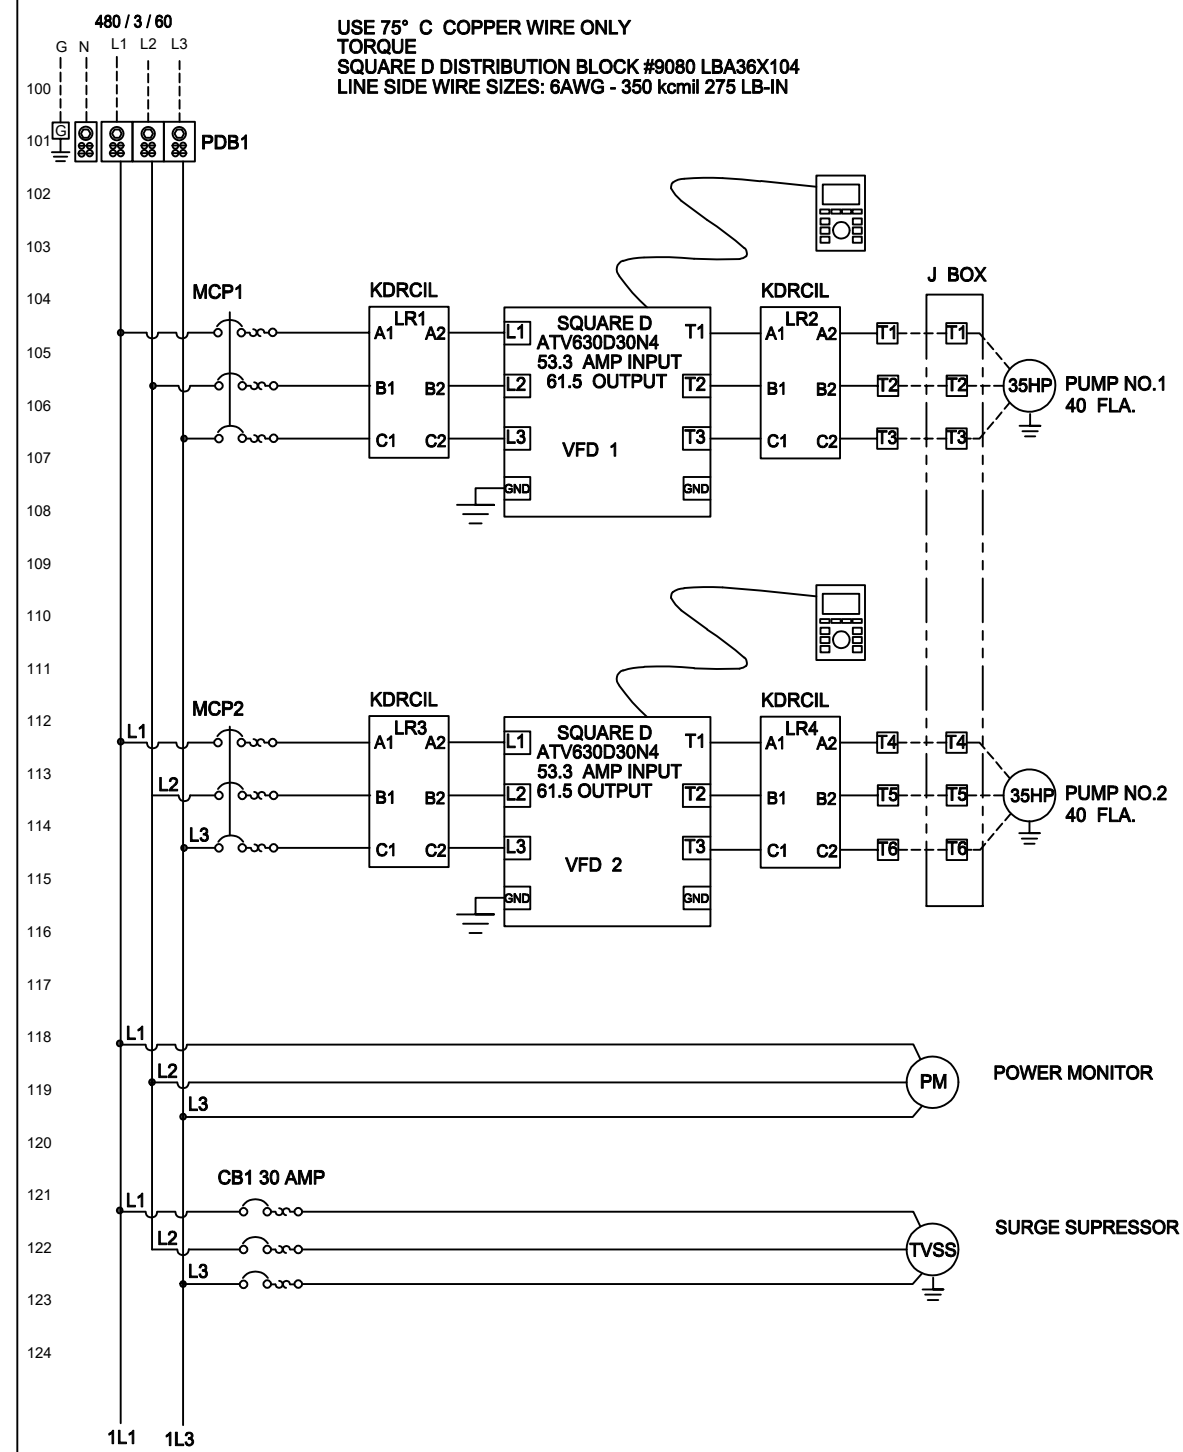 480 / 3 / 60
G N L1 L2 L3
USE 75° C COPPER WIRE ONLY
TORQUE
SQUARE D DISTRIBUTION BLOCK #9080 LBA36X104
LINE SIDE WIRE SIZES: 6AWG - 350 kcmil 275 LB-IN
100
101
G
PDB1
102
103
104
MCP1
KDRCIL
KDRCIL
J BOX
LR1
A1 A2
L1
SQUARE D
ATV630D30N4
53.3 AMP INPUT
61.5 OUTPUT
T1
LR2
A1 A2
T1
T1
105
B1 B2
L2
T2
B1 B2
T2
T2
35HP
PUMP NO.1
40 FLA.
106
C1 C2
L3
VFD 1
T3
C1 C2
T3
T3
107
GND
GND
108
109
110
111
112
MCP2
KDRCIL
KDRCIL
L1
LR3
A1 A2
L1
SQUARE D
ATV630D30N4
53.3 AMP INPUT
61.5 OUTPUT
T1
LR4
A1 A2
T4
T4
113
L2
B1 B2
L2
T2
B1 B2
T5
T5
35HP
PUMP NO.2
40 FLA.
114
L3
C1 C2
L3
VFD 2
T3
C1 C2
T6
T6
115
GND
GND
116
117
118
L1
L2
PM
POWER MONITOR
119
L3
120
CB1 30 AMP
121
L1
SURGE SUPRESSOR
122
L2
TVSS
L3
123
124
1L1 1L3